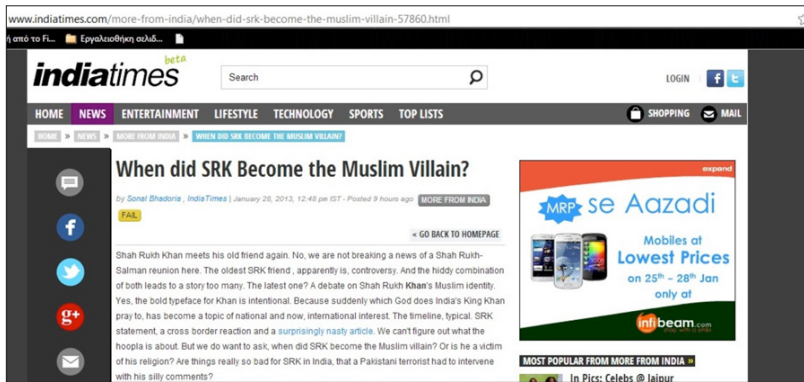 www.indiatimes.com/more-from-india/when-did-srk-become-the-muslim-villain-57860.html
ή από το Fi... Εργαλειοθήκη σελιδ...
beta
indiatimes
Search
LOGIN
HOME NEWS ENTERTAINMENT LIFESTYLE TECHNOLOGY SPORTS TOP LISTS SHOPPING MAIL
HOME » NEWS » MORE FROM INDIA » WHEN DID SRK BECOME THE MUSLIM VILLAIN?
When did SRK Become the Muslim Villain?
by Sonal Bhadoria , IndiaTimes | January 28, 2013, 12:48 pm IST - Posted 9 hours ago MORE FROM INDIA
FAIL
« GO BACK TO HOMEPAGE
Shah Rukh Khan meets his old friend again. No, we are not breaking a news of a Shah Rukh-
Salman reunion here. The oldest SRK friend , apparently is, controversy. And the hiddy combination
of both leads to a story too many. The latest one? A debate on Shah Rukh Khan's Muslim identity.
Yes, the bold typeface for Khan is intentional. Because suddenly which God does India's King Khan
pray to, has become a topic of national and now, international interest. The timeline, typical. SRK
statement, a cross border reaction and a surprisingly nasty article. We can't figure out what the
hoopla is about. But we do want to ask, when did SRK become the Muslim villain? Or is he a victim
of his religion? Are things really so bad for SRK in India, that a Pakistani terrorist had to intervene
with his silly comments?
expand
MRP se Aazadi
Mobiles at
Lowest Prices
on 25th - 28th Jan
only at
infibeam.com
MOST POPULAR FROM MORE FROM INDIA »
In Pics: Celebs @ Jaipur